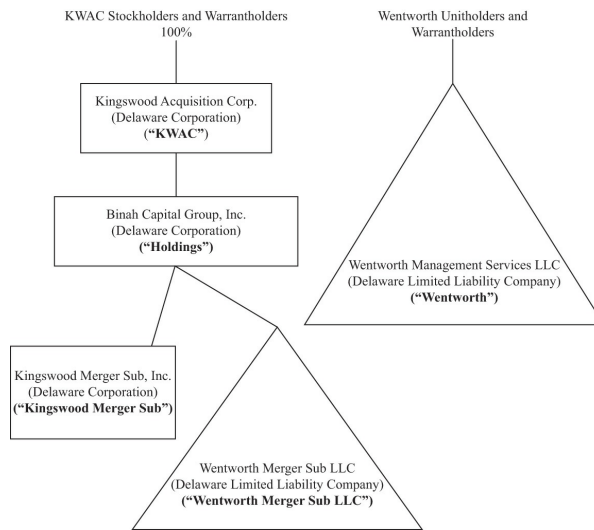 KWAC Stockholders and Warrantholders
100%
Wentworth Unitholders and
Warrantholders
Kingswood Acquisition Corp.
(Delaware Corporation)
(“KWAC”)
Binah Capital Group, Inc.
(Delaware Corporation)
(“Holdings”)
Wentworth Management Services LLC
(Delaware Limited Liability Company)
(“Wentworth”)
Kingswood Merger Sub, Inc.
(Delaware Corporation)
(“Kingswood Merger Sub”)
Wentworth Merger Sub LLC
(Delaware Limited Liability Company)
(“Wentworth Merger Sub LLC”)